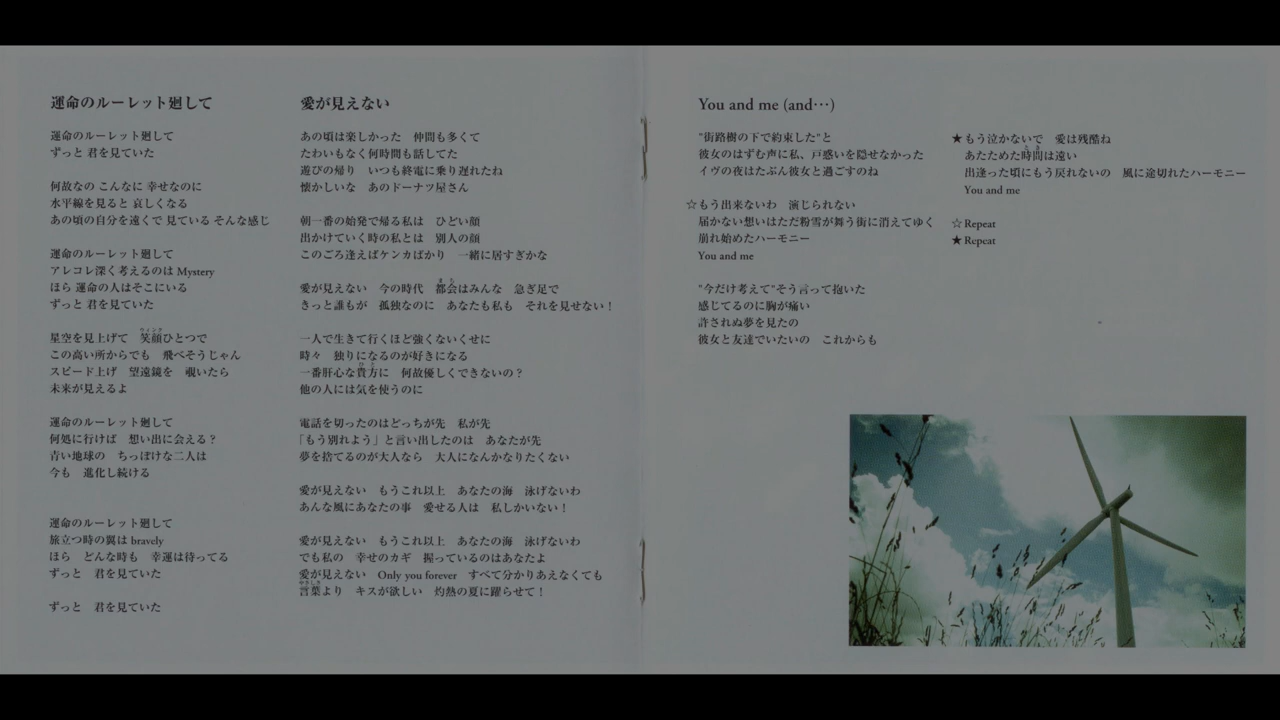 運命のルーレット廻して
運命のルーレット廻して
ずっと 君を見ていた
何故なの こんなに 幸せなのに
水平線を見ると 哀しくなる
あの頃の自分を遠くで 見ている そんな感じ
運命のルーレット廻して
アレコレ深く考えるのは Mystery
ほら 運命の人はそこにいる
ずっと 君を見ていた
星空を見上げて　笑顔ひとつで
この高い所からでも　飛べそうじゃん
スピード上げ　望遠鏡を　覗いたら
未来が見えるよ
運命のルーレット廻して
何処に行けば　想い出に会える？
青い地球の　ちっぽけな二人は
今も　進化し続ける
運命のルーレット廻して
旅立つ時の翼は bravely
ほら　どんな時も　幸運は待ってる
ずっと　君を見ていた
ずっと　君を見ていた
愛が見えない
あの頃は楽しかった　仲間も多くて
たわいもなく何時間も話してた
遊びの帰り　いつも終電に乗り遅れたね
懐かしいな　あのドーナツ屋さん
朝一番の始発で帰る私は　ひどい顔
出かけていく時の私とは　別人の顔
このごろ逢えばケンカばかり　一緒に居すぎかな
愛が見えない　今の時代　都会はみんな　急ぎ足で
きっと誰もが　孤独なのに　あなたも私も　それを見せない！
一人で生きて行くほど強くないくせに
時々　独りになるのが好きになる
一番肝心な貴方に　何故優しくできないの？
他の人には気を使うのに
電話を切ったのはどっちが先　私が先
「もう別れよう」と言い出したのは　あなたが先
夢を捨てるのが大人なら　大人になんかなりたくない
愛が見えない　もうこれ以上　あなたの海　泳げないわ
あんな風にあなたの事　愛せる人は　私しかいない！
愛が見えない　もうこれ以上　あなたの海　泳げないわ
でも私の　幸せのカギ　握っているのはあなたよ
愛が見えない　Only you forever　すべて分かりあえなくても
言葉より　キスが欲しい　灼熱の夏に躍らせて！
You and me (and…)
"街路樹の下で約束した"と
彼女のはずむ声に私、戸惑いを隠せなかった
イヴの夜はたぶん彼女と過ごすのね
☆もう出来ないわ　演じられない
届かない想いはただ粉雪が舞う街に消えてゆく
崩れ始めたハーモニー
You and me
"今だけ考えて"そう言って抱いた
感じてるのに胸が痛い
許されぬ夢を見たの
彼女と友達でいたいの　これからも
★もう泣かないで　愛は残酷ね
あたためた時間は遠い
出逢った頃にもう戻れないの　風に途切れたハーモニー
You and me
☆Repeat
★Repeat